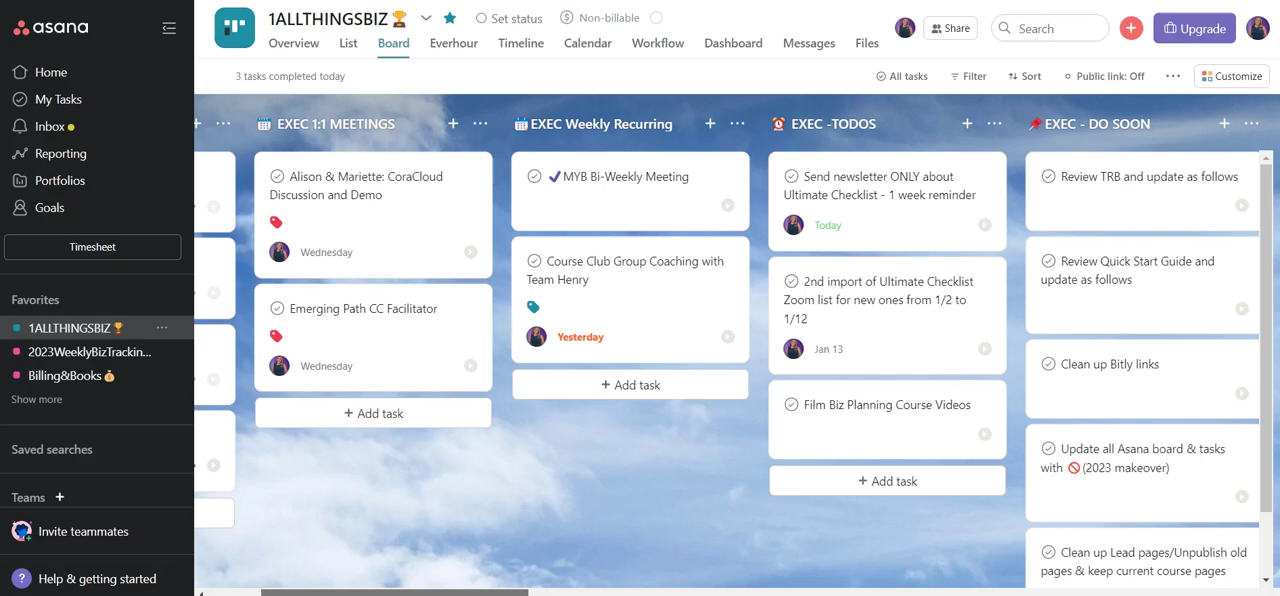 asana
Home
My Tasks
Inbox
Reporting
Portfolios
Goals
Timesheet
Favorites
1ALLTHINGSBIZ🏆
2023WeeklyBizTrackin...
Billing&Books💰
Show more
Saved searches
Teams +
Invite teammates
? Help & getting started
1ALLTHINGSBIZ🏆
Set status
$ Non-billable
Share
Search
Upgrade
Overview
List
Board
Everhour
Timeline
Calendar
Workflow
Dashboard
Messages
Files
3 tasks completed today
All tasks
Filter
Sort
Public link: Off
Customize
EXEC 1:1 MEETINGS
Alison & Mariette: CoraCloud
Discussion and Demo
Wednesday
Emerging Path CC Facilitator
Wednesday
+ Add task
EXEC Weekly Recurring
✔MYB Bi-Weekly Meeting
Course Club Group Coaching with
Team Henry
Yesterday
+ Add task
⏰ EXEC -TODOS
Send newsletter ONLY about
Ultimate Checklist - 1 week reminder
Today
2nd import of Ultimate Checklist
Zoom list for new ones from 1/2 to
1/12
Jan 13
Film Biz Planning Course Videos
+ Add task
📌EXEC - DO SOON
Review TRB and update as follows
Review Quick Start Guide and
update as follows
Clean up Bitly links
Update all Asana board & tasks
with 🚫(2023 makeover)
Clean up Lead pages/Unpublish old
pages & keep current course pages